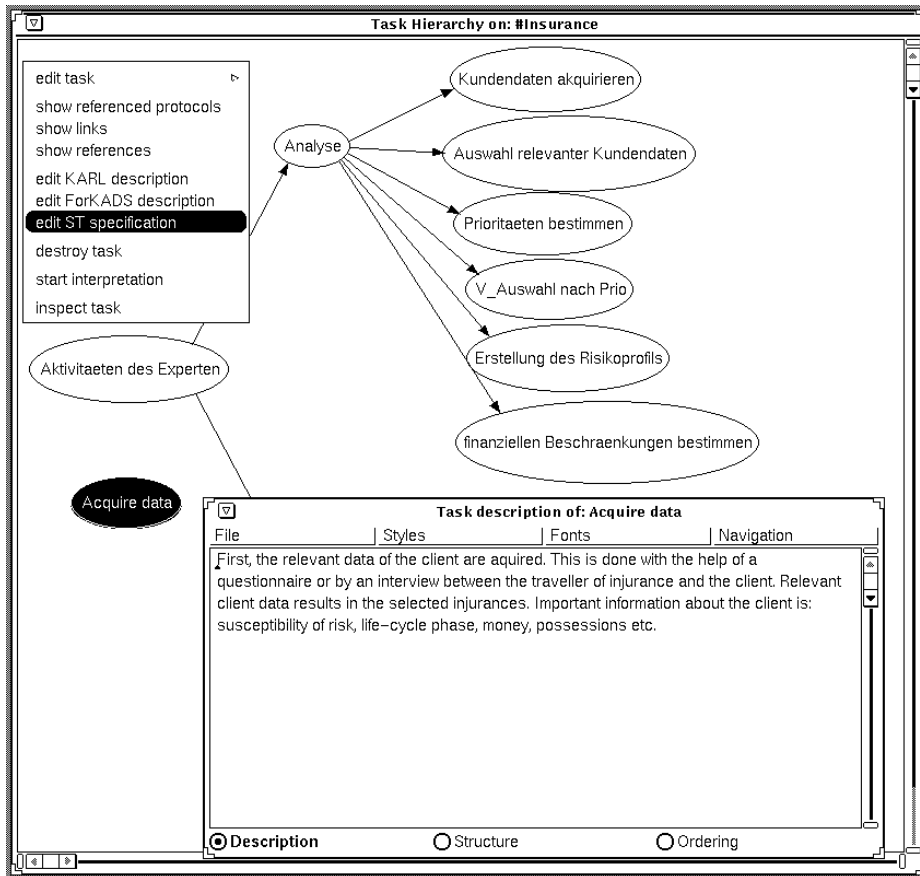 Task Hierarchy on: #Insurance
edit task
show referenced protocols
show links
show references
edit KARL description
edit ForKADS description
edit ST specification
destroy task
start interpretation
inspect task
Kundendaten akquirieren
Analyse
Auswahl relevanter Kundendaten
Prioritaeten bestimmen
V_Auswahl nach Prio
Erstellung des Risikoprofils
Aktivitaeten des Experten
finanziellen Beschraenkungen bestimmen
Acquire data
Task description of: Acquire data
File Styles Fonts Navigation
First, the relevant data of the client are aquired. This is done with the help of a
questionnaire or by an interview between the traveller of injurance and the client. Relevant
client data results in the selected injurances. Important information about the client is:
susceptibility of risk, life-cycle phase, money, possessions etc.
Description Structure Ordering